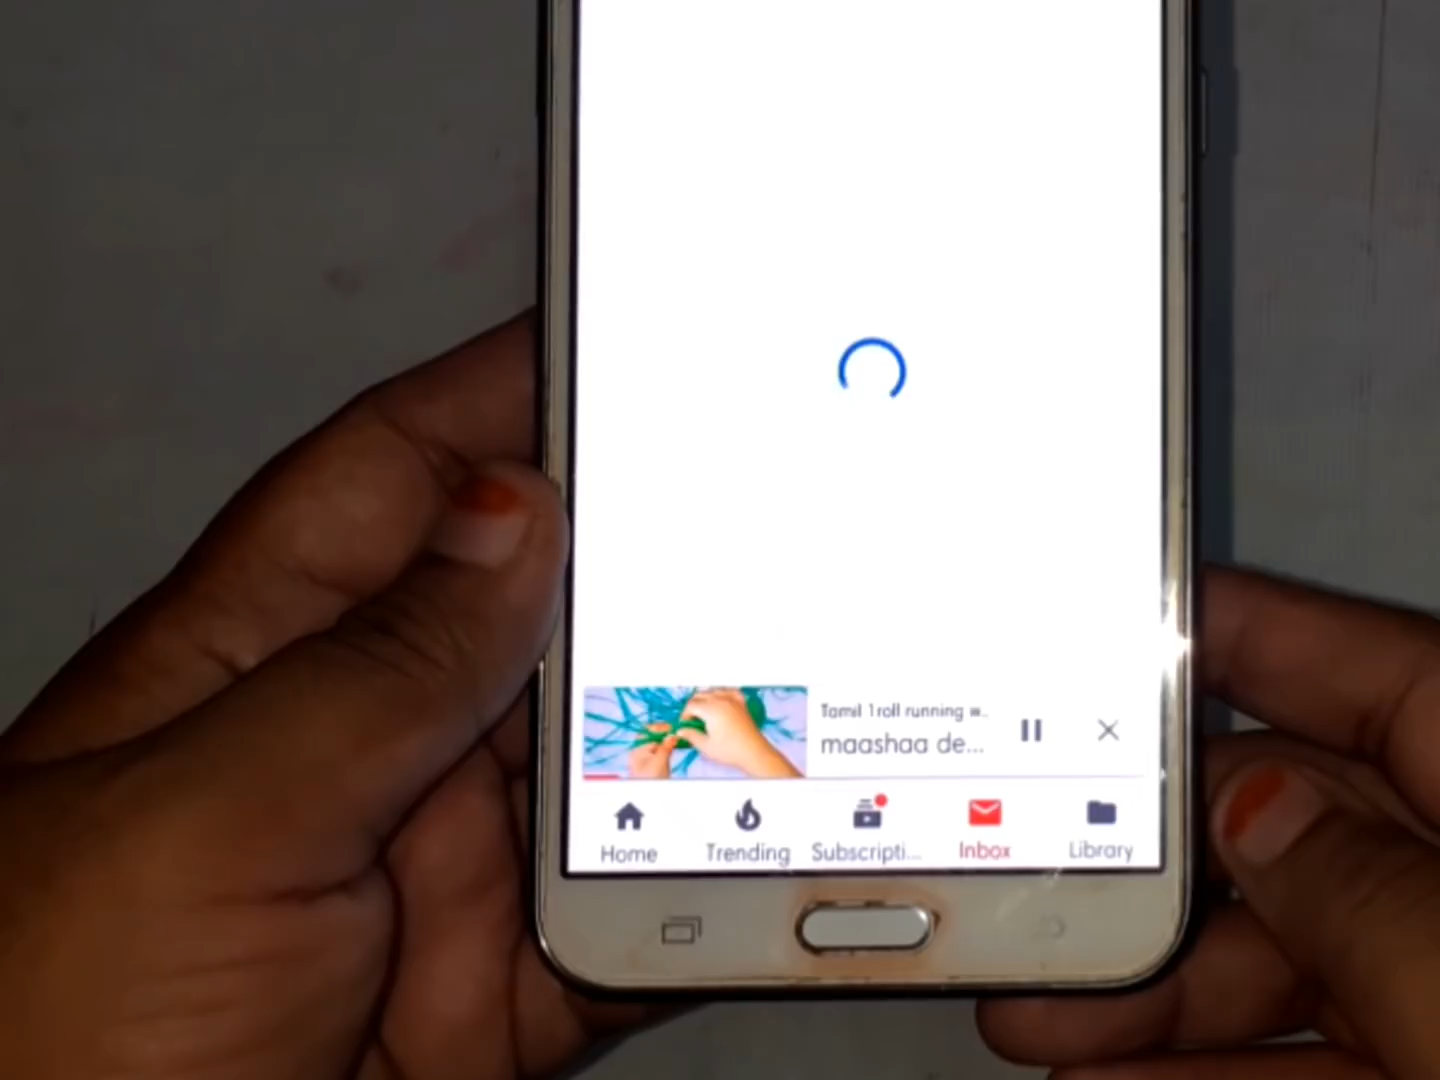 Tamil 1roll running w..
maashaa de...
Home
Trending
Subscripti...
Inbox
Library